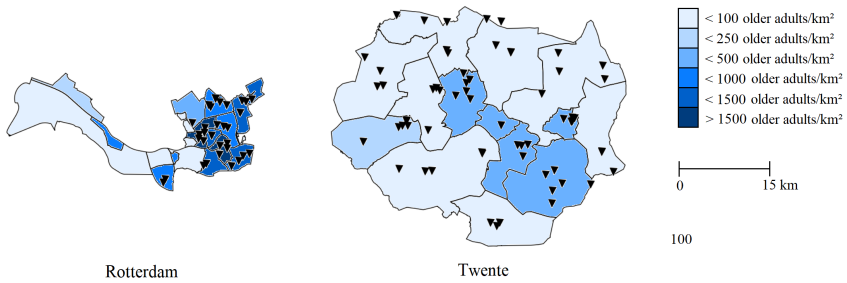 < 100 older adults/km²
< 250 older adults/km²
< 500 older adults/km²
< 1000 older adults/km²
< 1500 older adults/km²
> 1500 older adults/km²
0 15 km
100
Rotterdam Twente